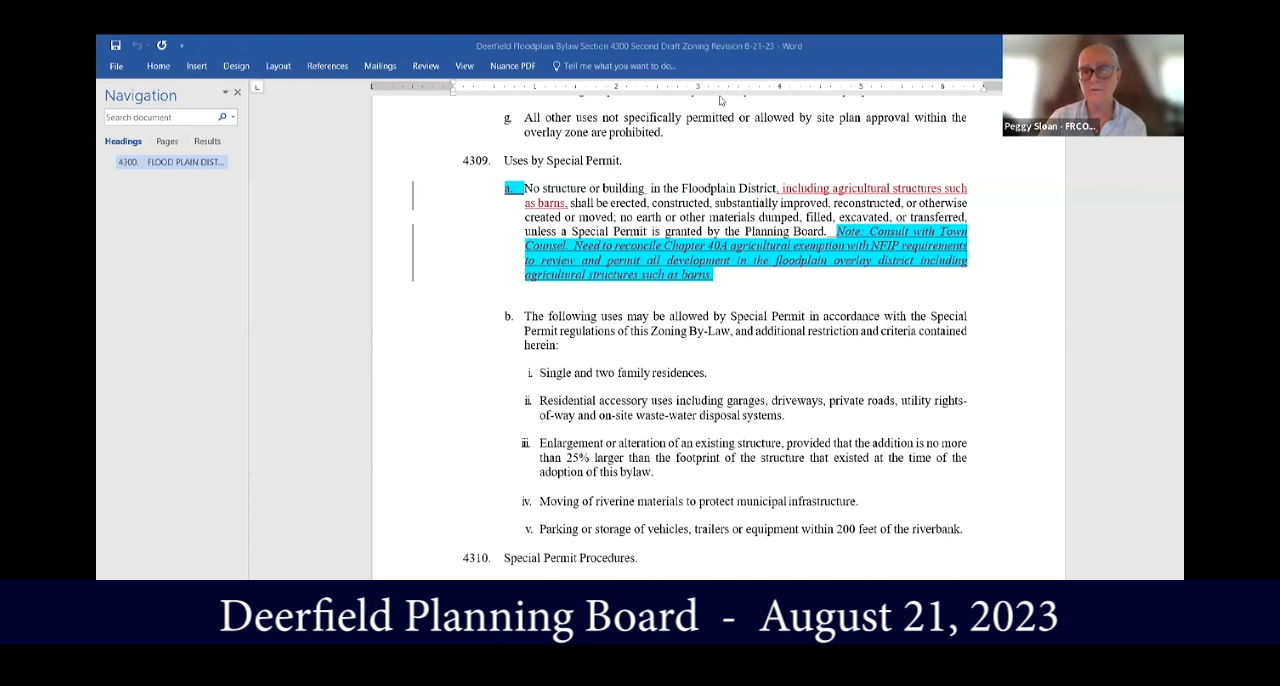 Deerfield Floodplain Bylaw Section 4300 Second Draft Zoning Revision 8-21-23 - Word
File Home Insert Design Layout References Mailings Review View Nuance PDF Tell me what you want to do...
Navigation
Search document
Headings Pages Results
4300. FLOOD PLAIN DIST...
1 1 2 3 4 5 6
Peggy Sloan - FRCO...
g. All other uses not specifically permitted or allowed by site plan approval within the
overlay zone are prohibited.
4309. Uses by Special Permit.
a. No structure or building in the Floodplain District, including agricultural structures such
as barns, shall be erected, constructed, substantially improved, reconstructed, or otherwise
created or moved; no earth or other materials dumped, filled, excavated, or transferred,
unless a Special Permit is granted by the Planning Board. Note: Consult with Town
Counsel. Need to reconcile Chapter 40A agricultural exemption with NFIP requirements
to review and permit all development in the floodplain overlay district including
agricultural structures such as barns.
b. The following uses may be allowed by Special Permit in accordance with the Special
Permit regulations of this Zoning By-Law, and additional restriction and criteria contained
herein:
i. Single and two family residences.
ii. Residential accessory uses including garages, driveways, private roads, utility rights-
of-way and on-site waste-water disposal systems.
iii. Enlargement or alteration of an existing structure, provided that the addition is no more
than 25% larger than the footprint of the structure that existed at the time of the
adoption of this bylaw.
iv. Moving of riverine materials to protect municipal infrastructure.
v. Parking or storage of vehicles, trailers or equipment within 200 feet of the riverbank.
4310. Special Permit Procedures.
Deerfield Planning Board - August 21, 2023